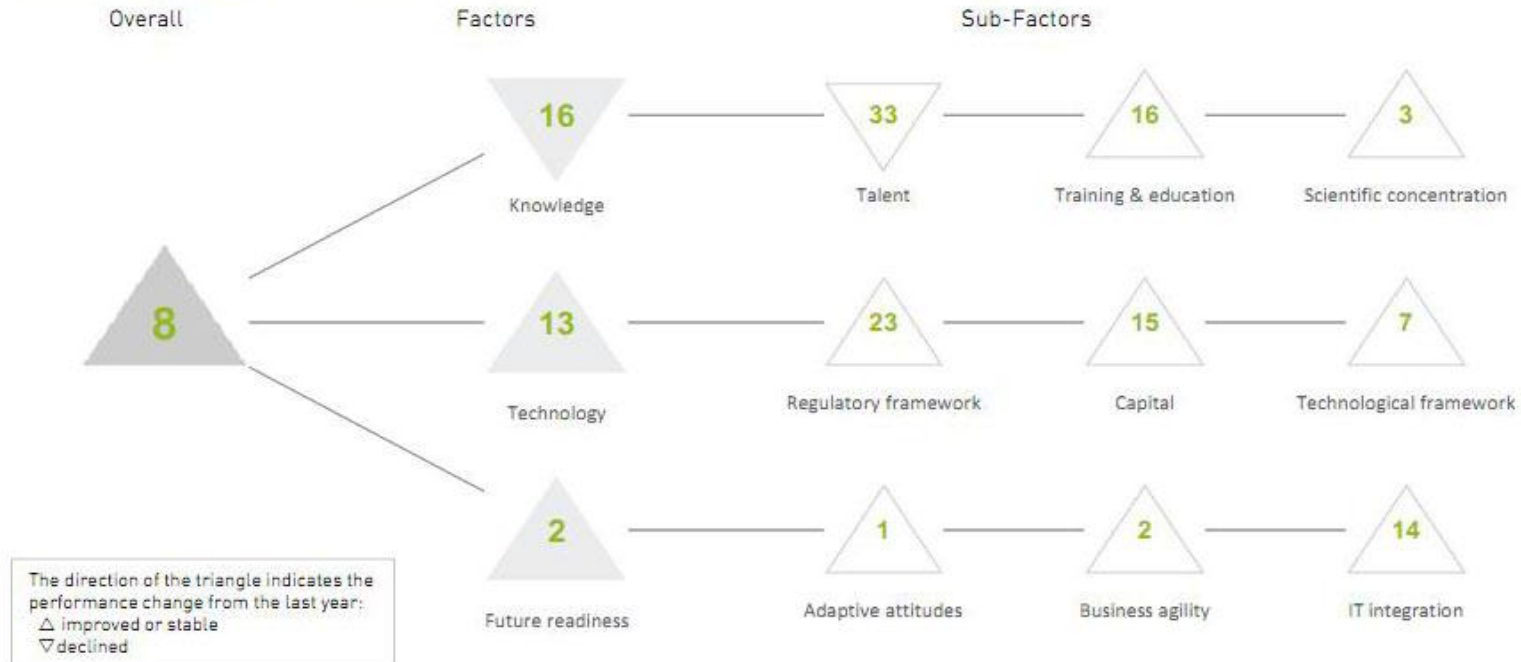 Overall Factors Sub-Factors
16 33 16 3
Knowledge Talent Training & education Scientific concentration
8
13 23 15 7
Technology Regulatory framework Capital Technological framework
2 1 2 14
Future readiness Adaptive attitudes Business agility IT integration
The direction of the triangle indicates the
performance change from the last year:
△ improved or stable
▽ declined